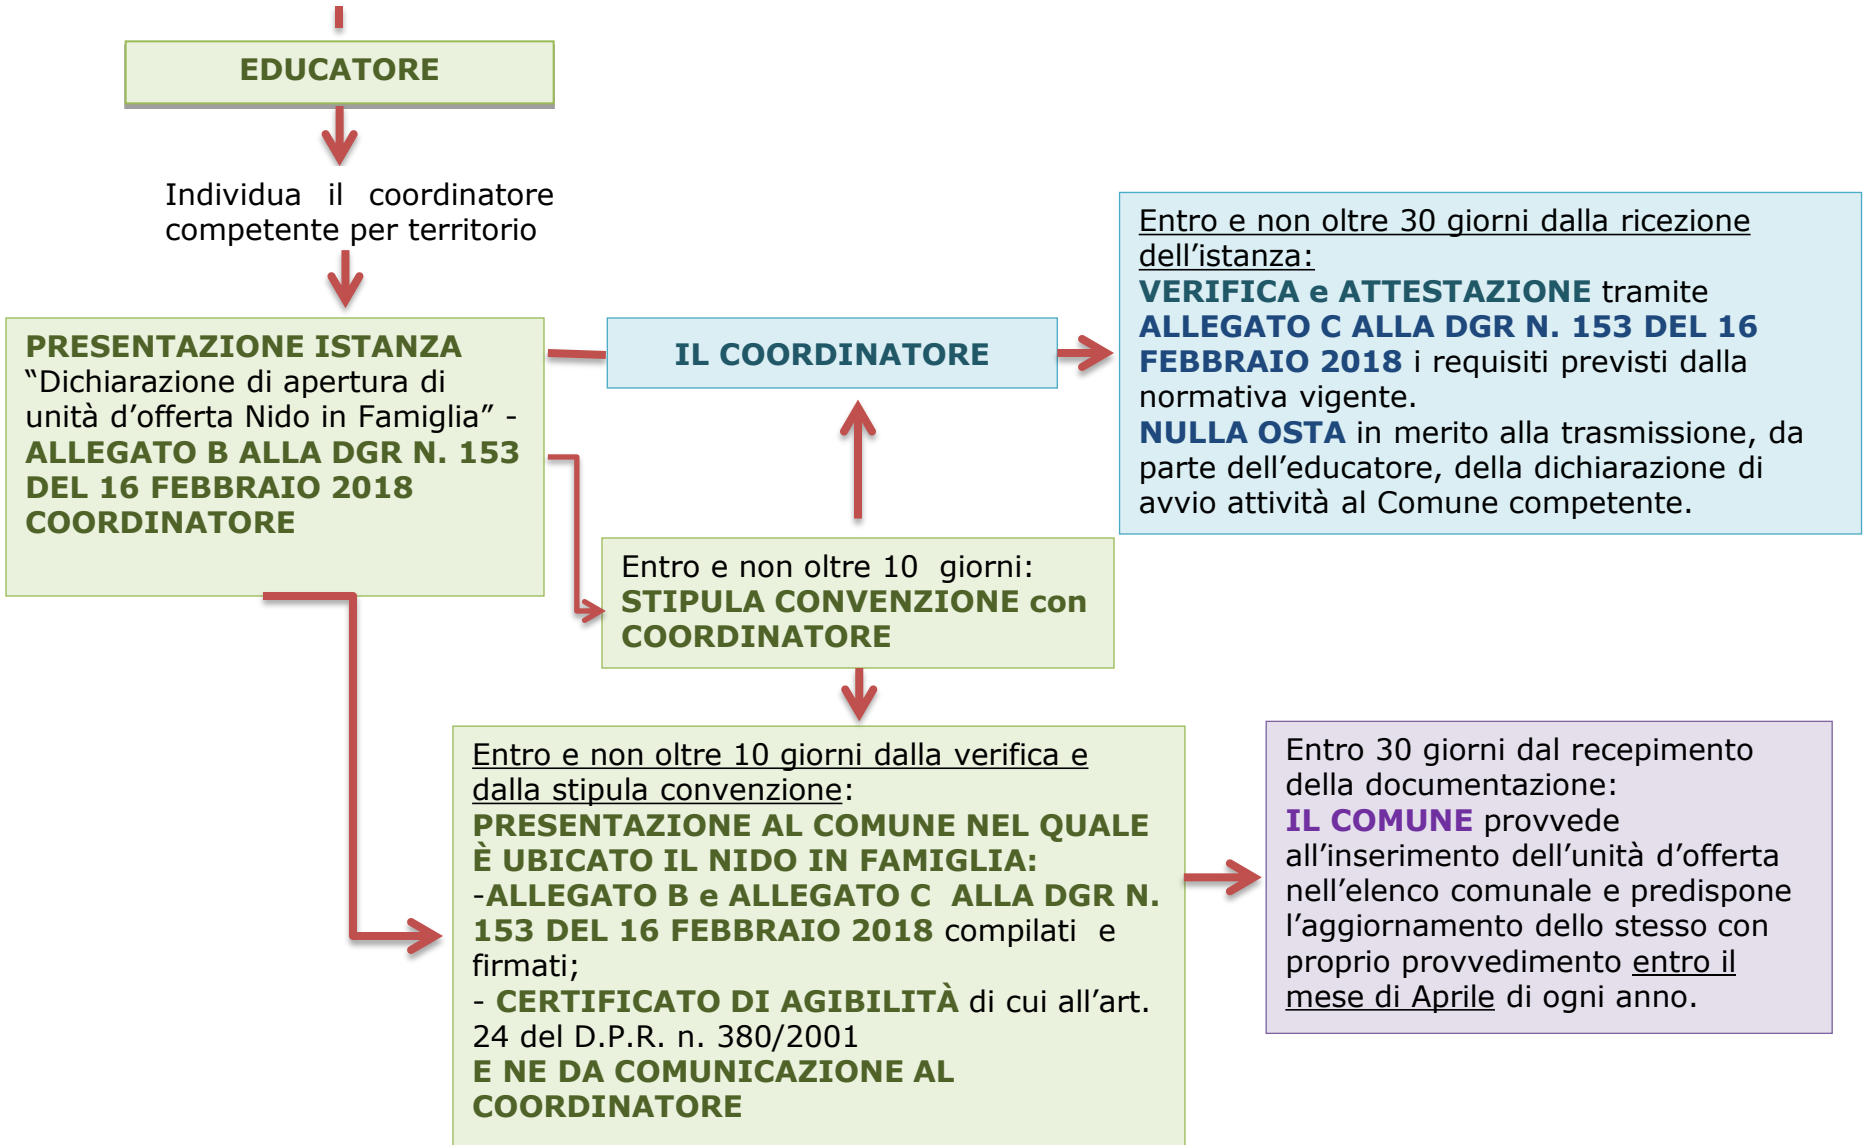 EDUCATORE
Individua il coordinatore
competente per territorio
PRESENTAZIONE ISTANZA
“Dichiarazione di apertura di
unità d’offerta Nido in Famiglia” -
ALLEGATO B ALLA DGR N. 153
DEL 16 FEBBRAIO 2018
COORDINATORE
IL COORDINATORE
Entro e non oltre 30 giorni dalla ricezione
dell’istanza:
VERIFICA e ATTESTAZIONE tramite
ALLEGATO C ALLA DGR N. 153 DEL 16
FEBBRAIO 2018 i requisiti previsti dalla
normativa vigente.
NULLA OSTA in merito alla trasmissione, da
parte dell’educatore, della dichiarazione di
avvio attività al Comune competente.
Entro e non oltre 10 giorni:
STIPULA CONVENZIONE con
COORDINATORE
Entro e non oltre 10 giorni dalla verifica e
dalla stipula convenzione:
PRESENTAZIONE AL COMUNE NEL QUALE
È UBICATO IL NIDO IN FAMIGLIA:
-ALLEGATO B e ALLEGATO C ALLA DGR N.
153 DEL 16 FEBBRAIO 2018 compilati e
firmati;
- CERTIFICATO DI AGIBILITÀ di cui all’art.
24 del D.P.R. n. 380/2001
E NE DA COMUNICAZIONE AL
COORDINATORE
Entro 30 giorni dal recepimento
della documentazione:
IL COMUNE provvede
all’inserimento dell’unità d’offerta
nell’elenco comunale e predispone
l’aggiornamento dello stesso con
proprio provvedimento entro il
mese di Aprile di ogni anno.